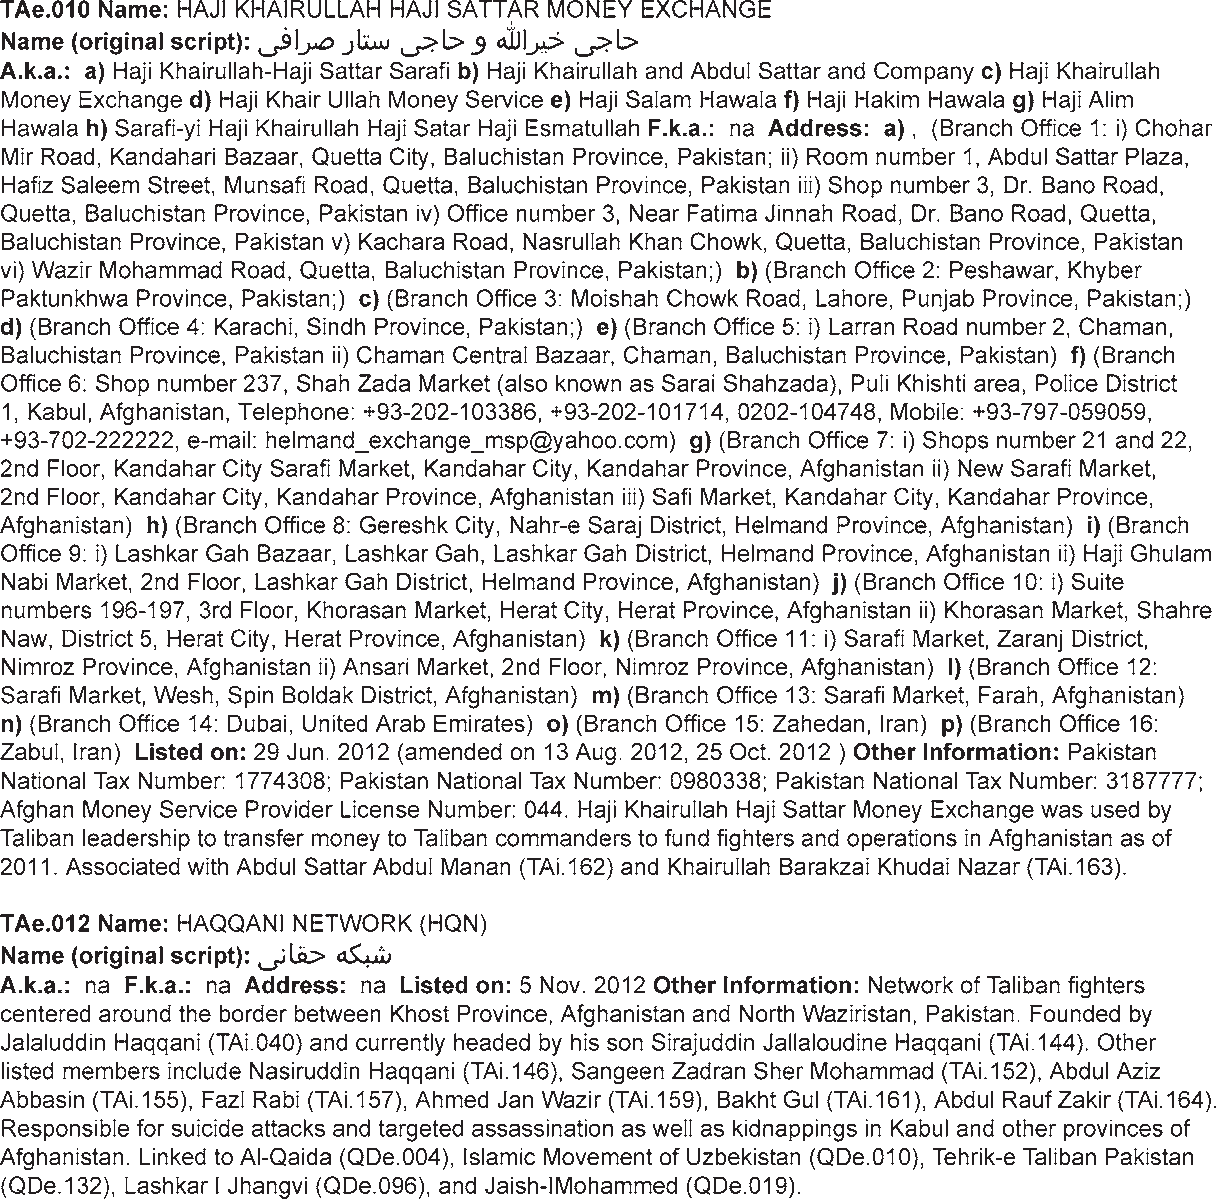 TAe.010 Name: HAJI KHAIRULLAH HAJI SATTAR MONEY EXCHANGE
Name (original script): حاجی خیرالله و حاجی ستار صرافی
A.k.a.: a) Haji Khairullah-Haji Sattar Sarafi b) Haji Khairullah and Abdul Sattar and Company c) Haji Khairullah
Money Exchange d) Haji Khair Ullah Money Service e) Haji Salam Hawala f) Haji Hakim Hawala g) Haji Alim
Hawala h) Sarafi-yi Haji Khairullah Haji Satar Haji Esmatullah F.k.a.: na Address: a) , (Branch Office 1: i) Chohar
Mir Road, Kandahari Bazaar, Quetta City, Baluchistan Province, Pakistan; ii) Room number 1, Abdul Sattar Plaza,
Hafiz Saleem Street, Munsafi Road, Quetta, Baluchistan Province, Pakistan iii) Shop number 3, Dr. Bano Road,
Quetta, Baluchistan Province, Pakistan iv) Office number 3, Near Fatima Jinnah Road, Dr. Bano Road, Quetta,
Baluchistan Province, Pakistan v) Kachara Road, Nasrullah Khan Chowk, Quetta, Baluchistan Province, Pakistan
vi) Wazir Mohammad Road, Quetta, Baluchistan Province, Pakistan;) b) (Branch Office 2: Peshawar, Khyber
Paktunkhwa Province, Pakistan;) c) (Branch Office 3: Moishah Chowk Road, Lahore, Punjab Province, Pakistan;)
d) (Branch Office 4: Karachi, Sindh Province, Pakistan;) e) (Branch Office 5: i) Larran Road number 2, Chaman,
Baluchistan Province, Pakistan ii) Chaman Central Bazaar, Chaman, Baluchistan Province, Pakistan) f) (Branch
Office 6: Shop number 237, Shah Zada Market (also known as Sarai Shahzada), Puli Khishti area, Police District
1, Kabul, Afghanistan, Telephone: +93-202-103386, +93-202-101714, 0202-104748, Mobile: +93-797-059059,
+93-702-222222, e-mail: helmand_exchange_msp@yahoo.com) g) (Branch Office 7: i) Shops number 21 and 22,
2nd Floor, Kandahar City Sarafi Market, Kandahar City, Kandahar Province, Afghanistan ii) New Sarafi Market,
2nd Floor, Kandahar City, Kandahar Province, Afghanistan iii) Safi Market, Kandahar City, Kandahar Province,
Afghanistan) h) (Branch Office 8: Gereshk City, Nahr-e Saraj District, Helmand Province, Afghanistan) i) (Branch
Office 9: i) Lashkar Gah Bazaar, Lashkar Gah, Lashkar Gah District, Helmand Province, Afghanistan ii) Haji Ghulam
Nabi Market, 2nd Floor, Lashkar Gah District, Helmand Province, Afghanistan) j) (Branch Office 10: i) Suite
numbers 196-197, 3rd Floor, Khorasan Market, Herat City, Herat Province, Afghanistan ii) Khorasan Market, Shahre
Naw, District 5, Herat City, Herat Province, Afghanistan) k) (Branch Office 11: i) Sarafi Market, Zaranj District,
Nimroz Province, Afghanistan ii) Ansari Market, 2nd Floor, Nimroz Province, Afghanistan) l) (Branch Office 12:
Sarafi Market, Wesh, Spin Boldak District, Afghanistan) m) (Branch Office 13: Sarafi Market, Farah, Afghanistan)
n) (Branch Office 14: Dubai, United Arab Emirates) o) (Branch Office 15: Zahedan, Iran) p) (Branch Office 16:
Zabul, Iran) Listed on: 29 Jun. 2012 (amended on 13 Aug. 2012, 25 Oct. 2012 ) Other Information: Pakistan
National Tax Number: 1774308; Pakistan National Tax Number: 0980338; Pakistan National Tax Number: 3187777;
Afghan Money Service Provider License Number: 044. Haji Khairullah Haji Sattar Money Exchange was used by
Taliban leadership to transfer money to Taliban commanders to fund fighters and operations in Afghanistan as of
2011. Associated with Abdul Sattar Abdul Manan (TAi.162) and Khairullah Barakzai Khudai Nazar (TAi.163).
TAe.012 Name: HAQQANI NETWORK (HQN)
Name (original script): شبکه حقانی
A.k.a.: na F.k.a.: na Address: na Listed on: 5 Nov. 2012 Other Information: Network of Taliban fighters
centered around the border between Khost Province, Afghanistan and North Waziristan, Pakistan. Founded by
Jalaluddin Haqqani (TAi.040) and currently headed by his son Sirajuddin Jallaloudine Haqqani (TAi.144). Other
listed members include Nasiruddin Haqqani (TAi.146), Sangeen Zadran Sher Mohammad (TAi.152), Abdul Aziz
Abbasin (TAi.155), Fazl Rabi (TAi.157), Ahmed Jan Wazir (TAi.159), Bakht Gul (TAi.161), Abdul Rauf Zakir (TAi.164).
Responsible for suicide attacks and targeted assassination as well as kidnappings in Kabul and other provinces of
Afghanistan. Linked to Al-Qaida (QDe.004), Islamic Movement of Uzbekistan (QDe.010), Tehrik-e Taliban Pakistan
(QDe.132), Lashkar I Jhangvi (QDe.096), and Jaish-IMohammed (QDe.019).